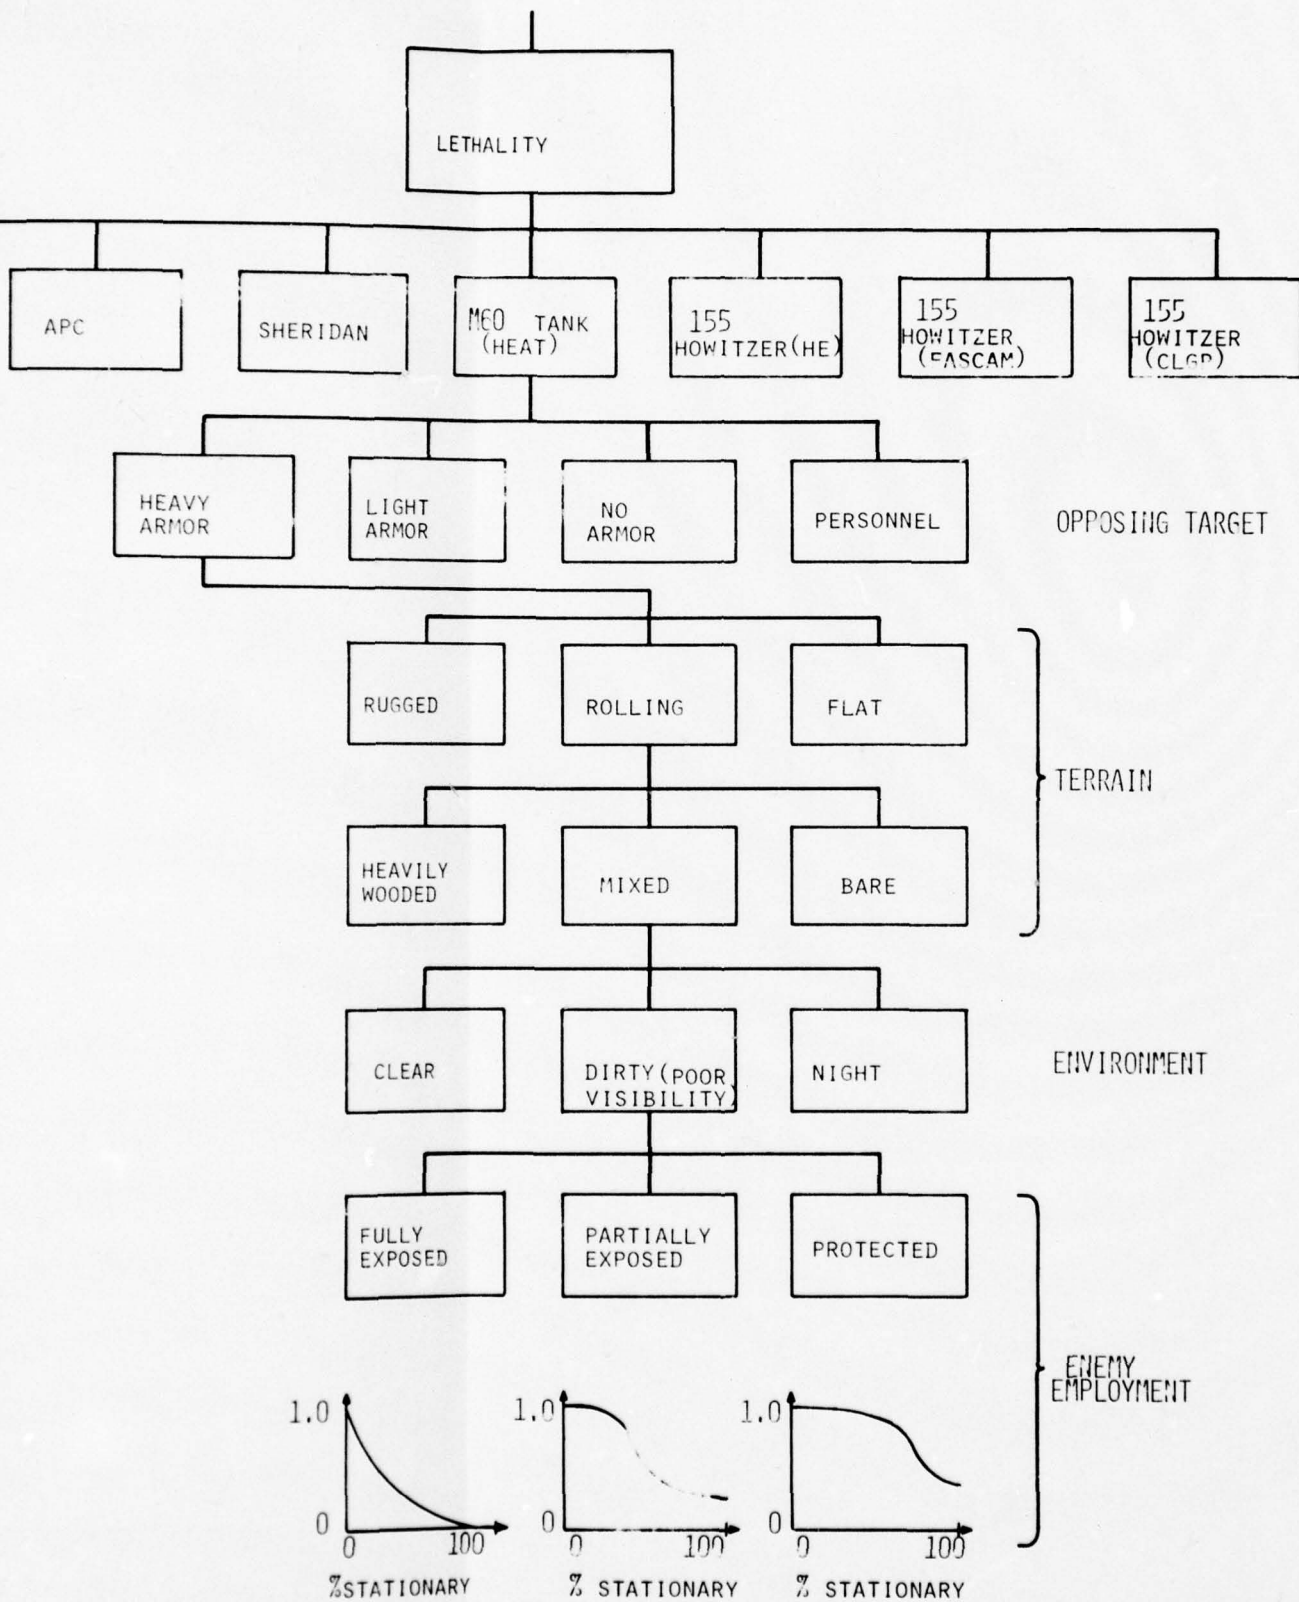 LETHALITY
APC
SHERIDAN
M60 TANK
(HEAT)
155
HOWITZER(HE)
155
HOWITZER
(FASCAM)
155
HOWITZER
(CLGP)
HEAVY
ARMOR
LIGHT
ARMOR
NO
ARMOR
PERSONNEL
OPPOSING TARGET
RUGGED
ROLLING
FLAT
TERRAIN
HEAVILY
WOODED
MIXED
BARE
CLEAR
DIRTY(POOR
VISIBILITY)
NIGHT
ENVIRONMENT
FULLY
EXPOSED
PARTIALLY
EXPOSED
PROTECTED
ENEMY
EMPLOYMENT
1.0
0
0
100
%STATIONARY
1.0
0
0
100
% STATIONARY
1.0
0
0
100
% STATIONARY